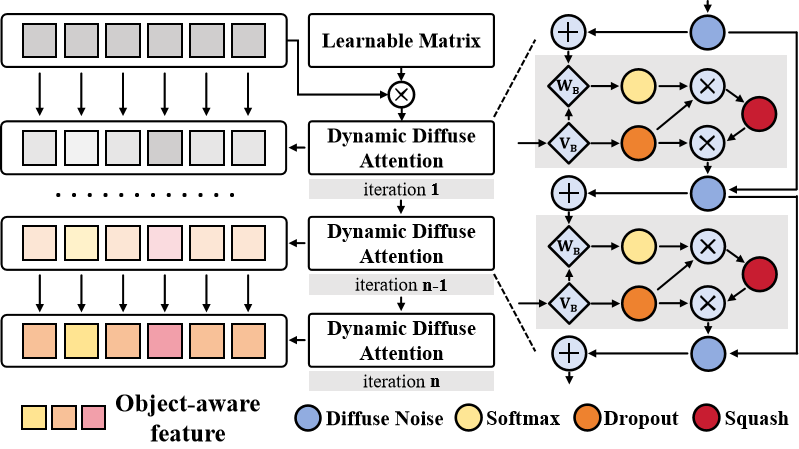 Learnable Matrix
Dynamic Diffuse
Attention
iteration 1
Dynamic Diffuse
Attention
iteration n-1
Dynamic Diffuse
Attention
iteration n
W_B
V_B
W_B
V_B
Object-aware
feature
Diffuse Noise
Softmax
Dropout
Squash